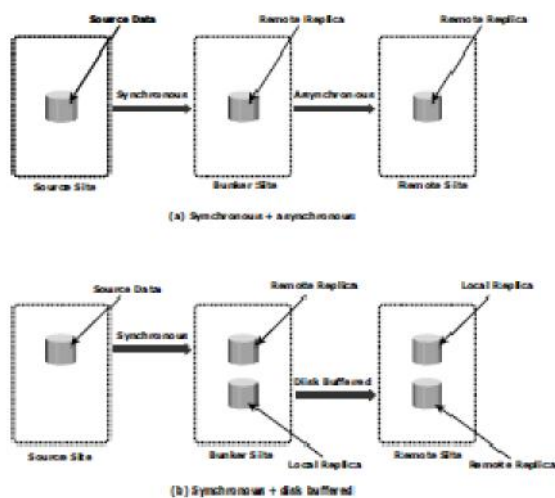 Source Data
Remote Replica
Remote Replica
Synchronous
Asynchronous
Source Site
Bunker Site
Remote Site
(a) Synchronous + asynchronous
Source Data
Remote Replica
Local Replica
Synchronous
Disk Buffered
Source Site
Bunker Site
Remote Site
Local Replica
Remote Replica
(b) Synchronous + disk buffered